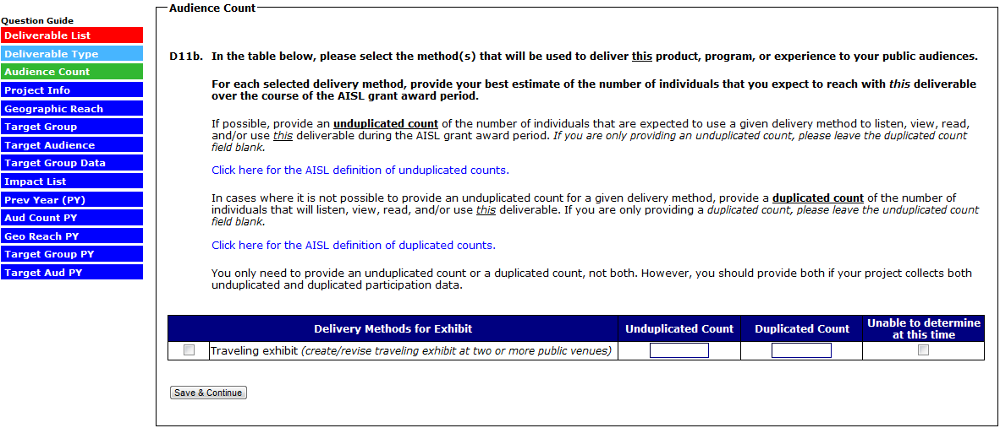 Question Guide
Deliverable List
Deliverable Type
Audience Count
Project Info
Geographic Reach
Target Group
Target Audience
Target Group Data
Impact List
Prev Year (PY)
Aud Count PY
Geo Reach PY
Target Group PY
Target Aud PY
Audience Count
D11b. In the table below, please select the method(s) that will be used to deliver this product, program, or experience to your public audiences.
For each selected delivery method, provide your best estimate of the number of individuals that you expect to reach with this deliverable
over the course of the AISL grant award period.
If possible, provide an unduplicated count of the number of individuals that are expected to use a given delivery method to listen, view, read,
and/or use this deliverable during the AISL grant award period. If you are only providing an unduplicated count, please leave the duplicated count
field blank.
Click here for the AISL definition of unduplicated counts.
In cases where it is not possible to provide an unduplicated count for a given delivery method, provide a duplicated count of the number of
individuals that will listen, view, read, and/or use this deliverable. If you are only providing a duplicated count, please leave the unduplicated count
field blank.
Click here for the AISL definition of duplicated counts.
You only need to provide an unduplicated count or a duplicated count, not both. However, you should provide both if your project collects both
unduplicated and duplicated participation data.
Delivery Methods for Exhibit Unduplicated Count Duplicated Count Unable to determine
at this time
Traveling exhibit (create/revise traveling exhibit at two or more public venues)
Save & Continue